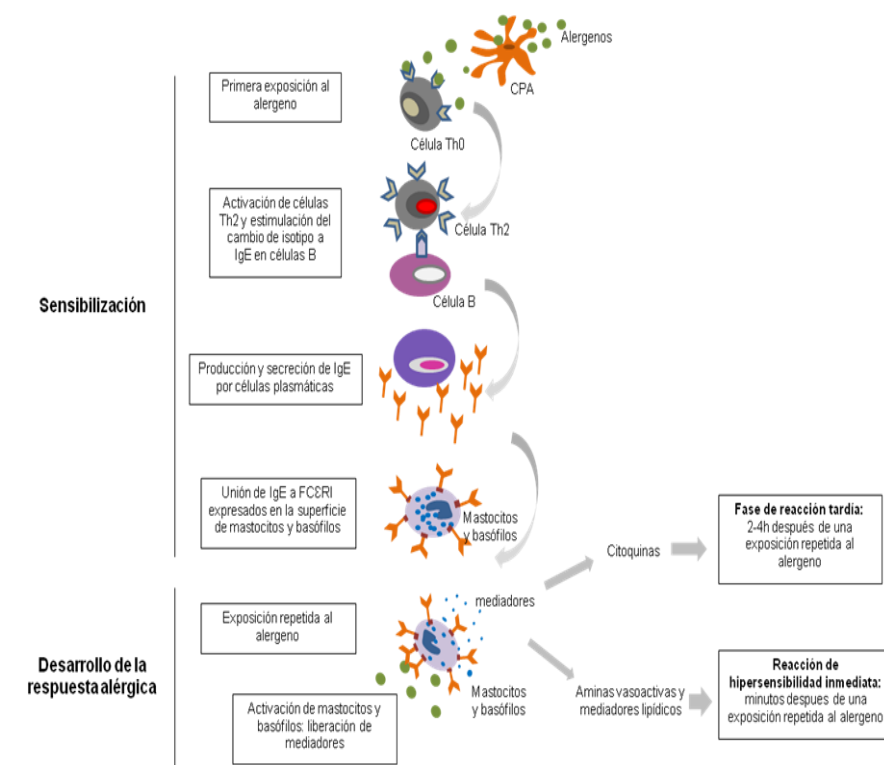 Alergenos
CPA
Primera exposición al
alergeno
Célula Th0
Activación de células
Th2 y estimulación del
cambio de isotipo a
IgE en células B
Célula Th2
Célula B
Sensibilización
Producción y secreción de IgE
por células plasmáticas
Unión de IgE a FCƐRI
expresados en la superficie
de mastocitos y basófilos
Mastocitos
y basófilos
Citoquinas
Fase de reacción tardía:
2-4h después de una
exposición repetida al
alergeno
Exposición repetida al
alergeno
mediadores
Desarrollo de la
respuesta alérgica
Activación de mastocitos y
basófilos: liberación de
mediadores
Mastocitos
y basófilos
Aminas vasoactivas y
mediadores lipídicos
Reacción de
hipersensibilidad inmediata:
minutos despues de una
exposición repetida al alergeno